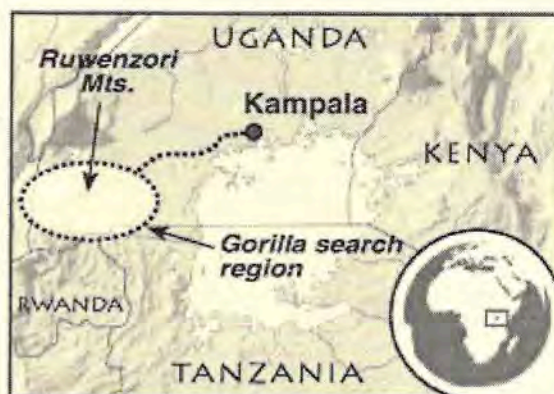 UGANDA
Ruwenzori
Mts.
Kampala
KENYA
Gorilla search
region
RWANDA
TANZANIA